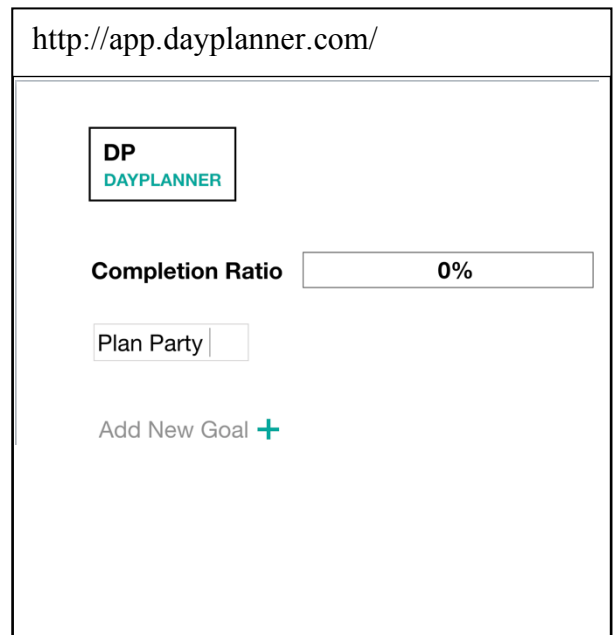 http://app.dayplanner.com/
DP
DAYPLANNER
Completion Ratio 0%
Plan Party
Add New Goal +